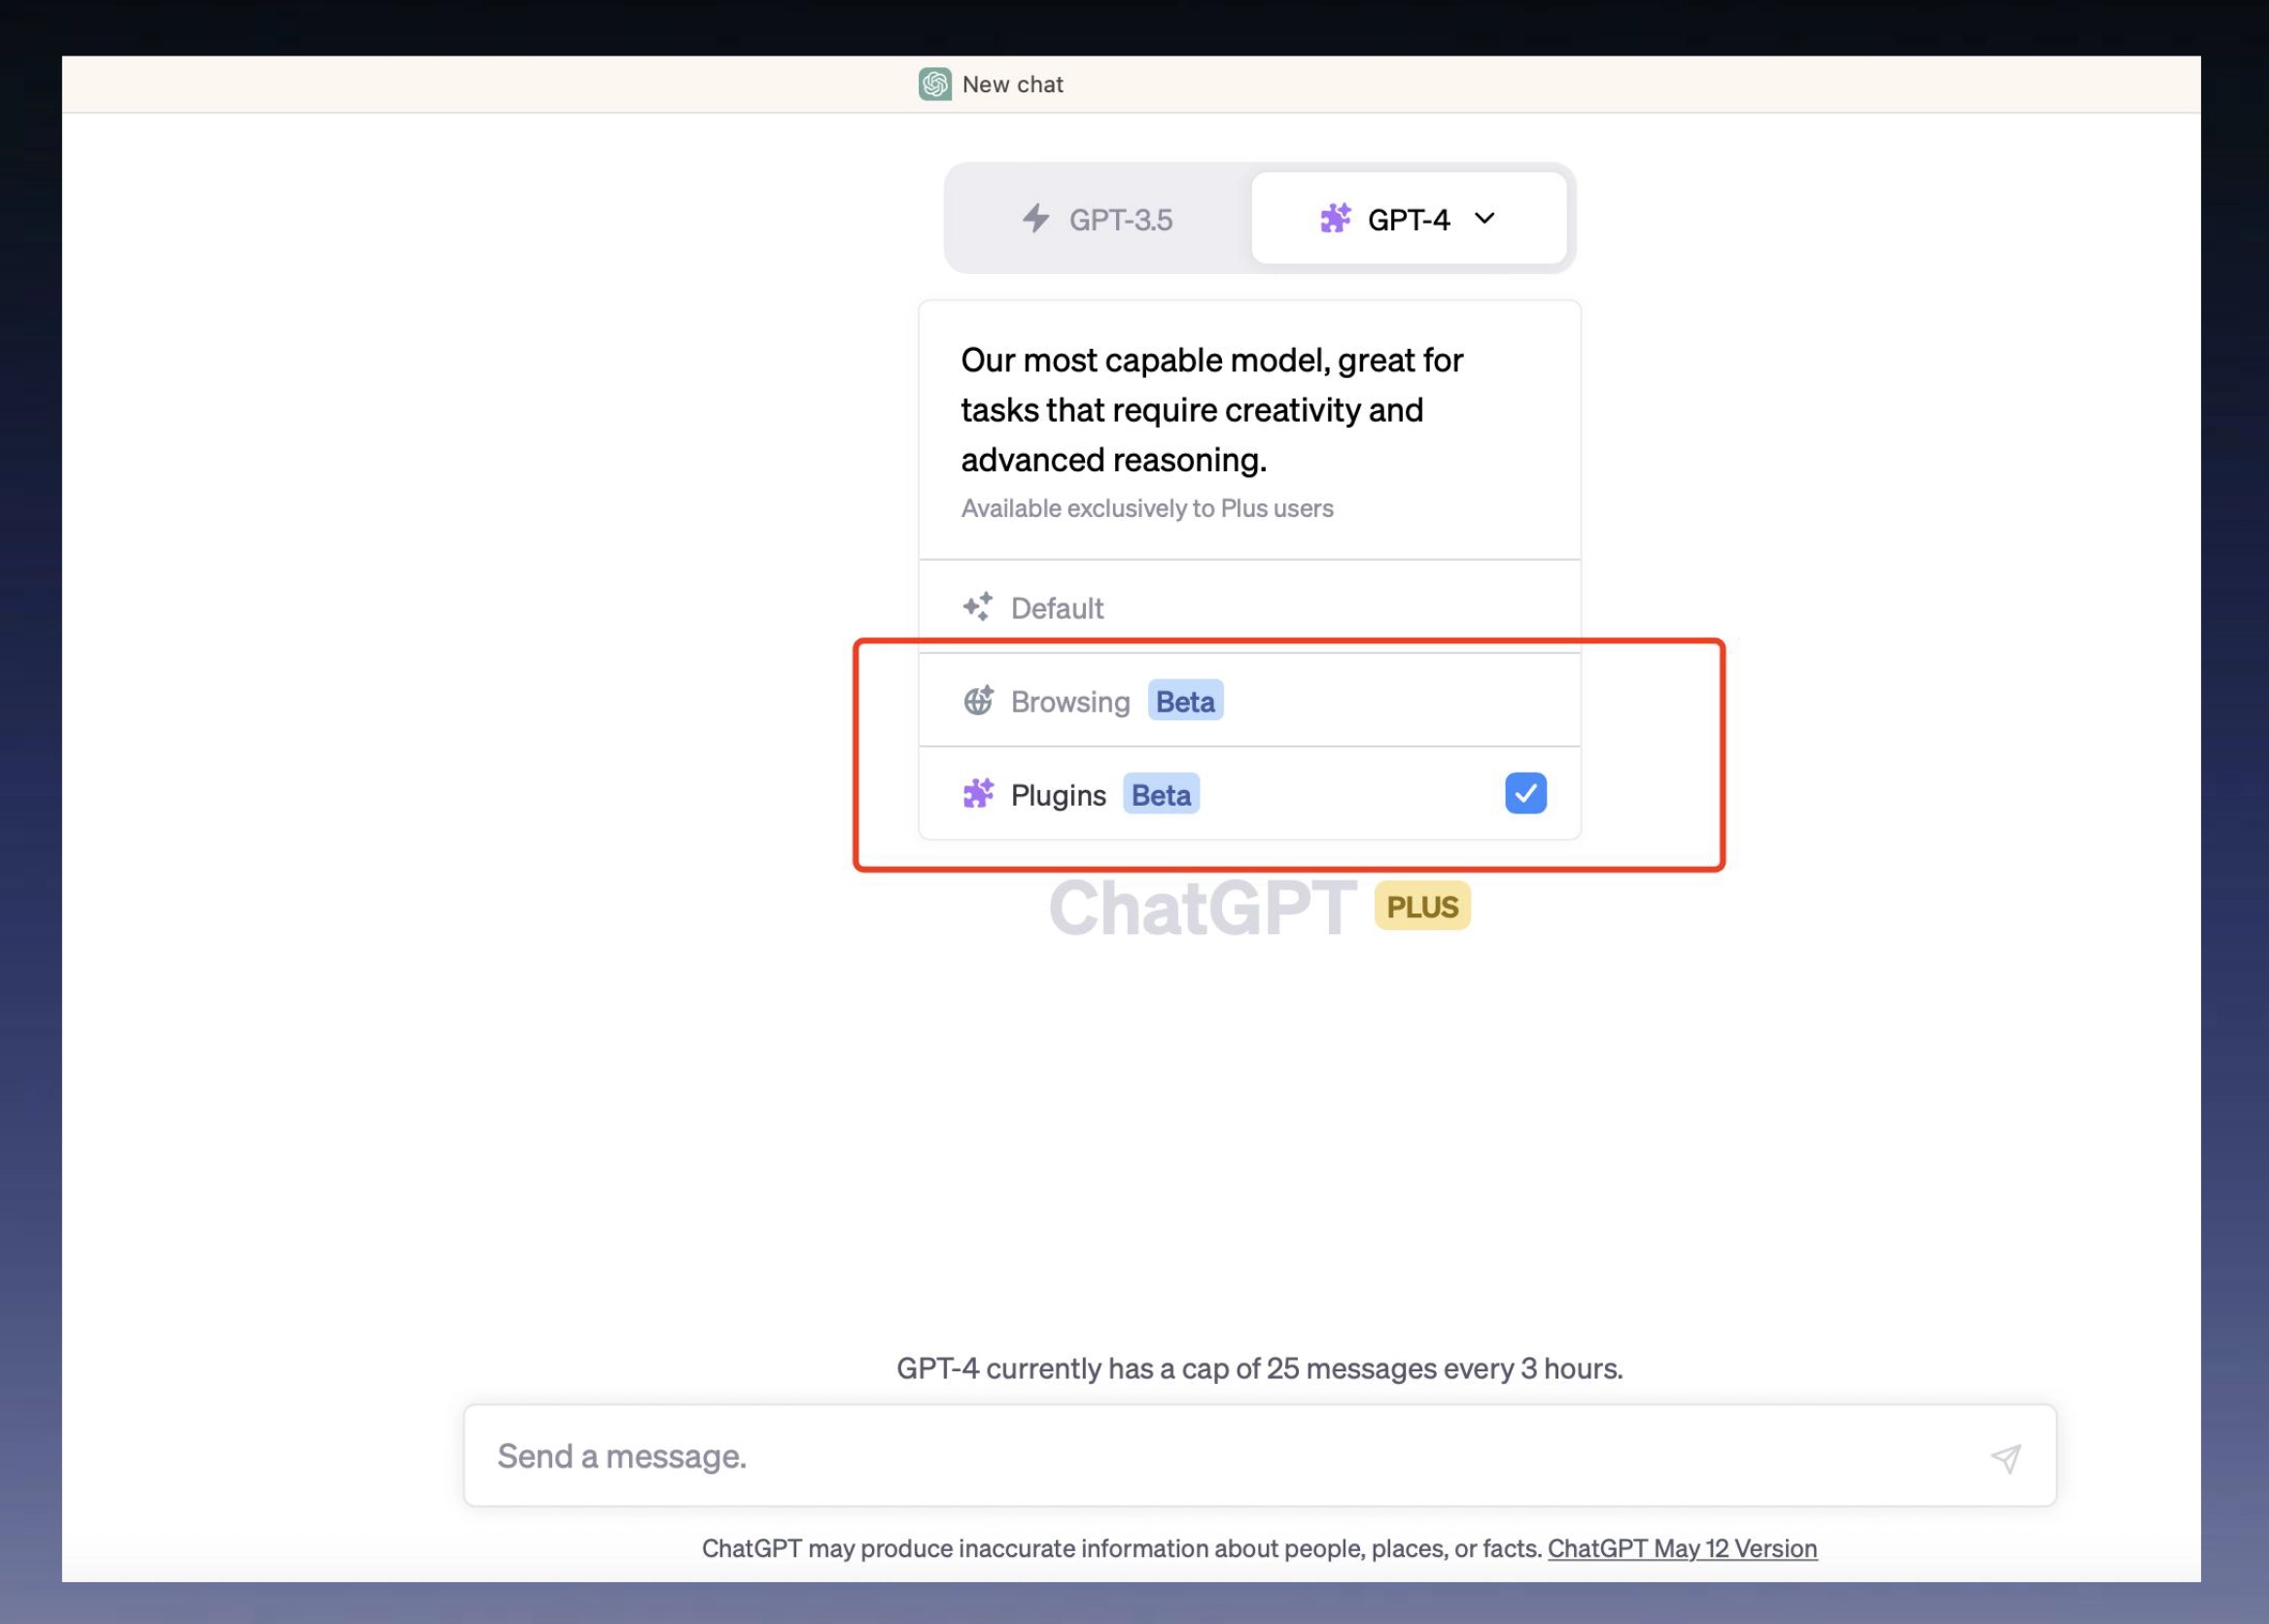 New chat
GPT-3.5
GPT-4
Our most capable model, great for
tasks that require creativity and
advanced reasoning.
Available exclusively to Plus users
Default
Browsing Beta
Plugins Beta
ChatGPT PLUS
GPT-4 currently has a cap of 25 messages every 3 hours.
Send a message.
ChatGPT may produce inaccurate information about people, places, or facts. ChatGPT May 12 Version